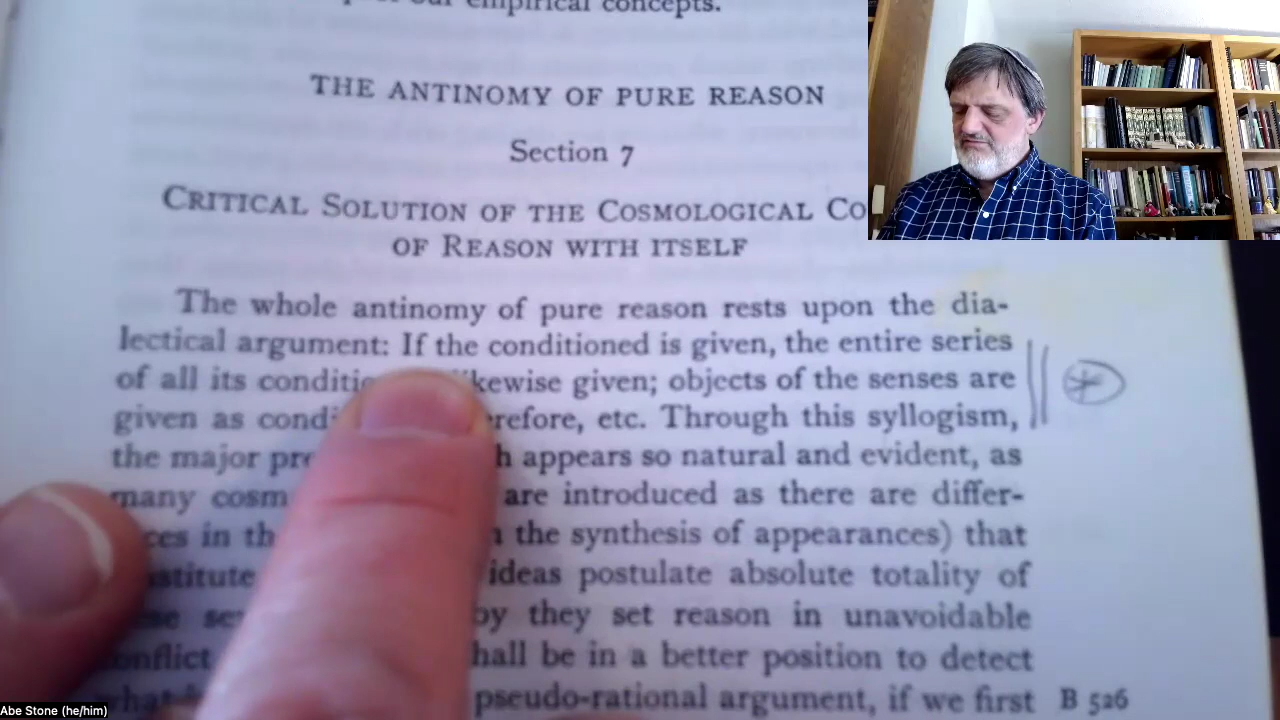 our empirical concepts.
THE ANTINOMY OF PURE REASON
Section 7
CRITICAL SOLUTION OF THE COSMOLOGICAL
OF REASON WITH ITSELF
The whole antinomy of pure reason rests upon the dia-
lectical argument: If the conditioned is given, the entire series
of all its given; objects of the senses are
given as etc. Through this syllogism,
the major appears so natural and evident, as
many are introduced as there are differ-
in the synthesis of appearances) that
ideas postulate absolute totality of
they set reason in unavoidable
be in a better position to detect
pseudo-rational argument, if we first B 526
Abe Stone (he/him)